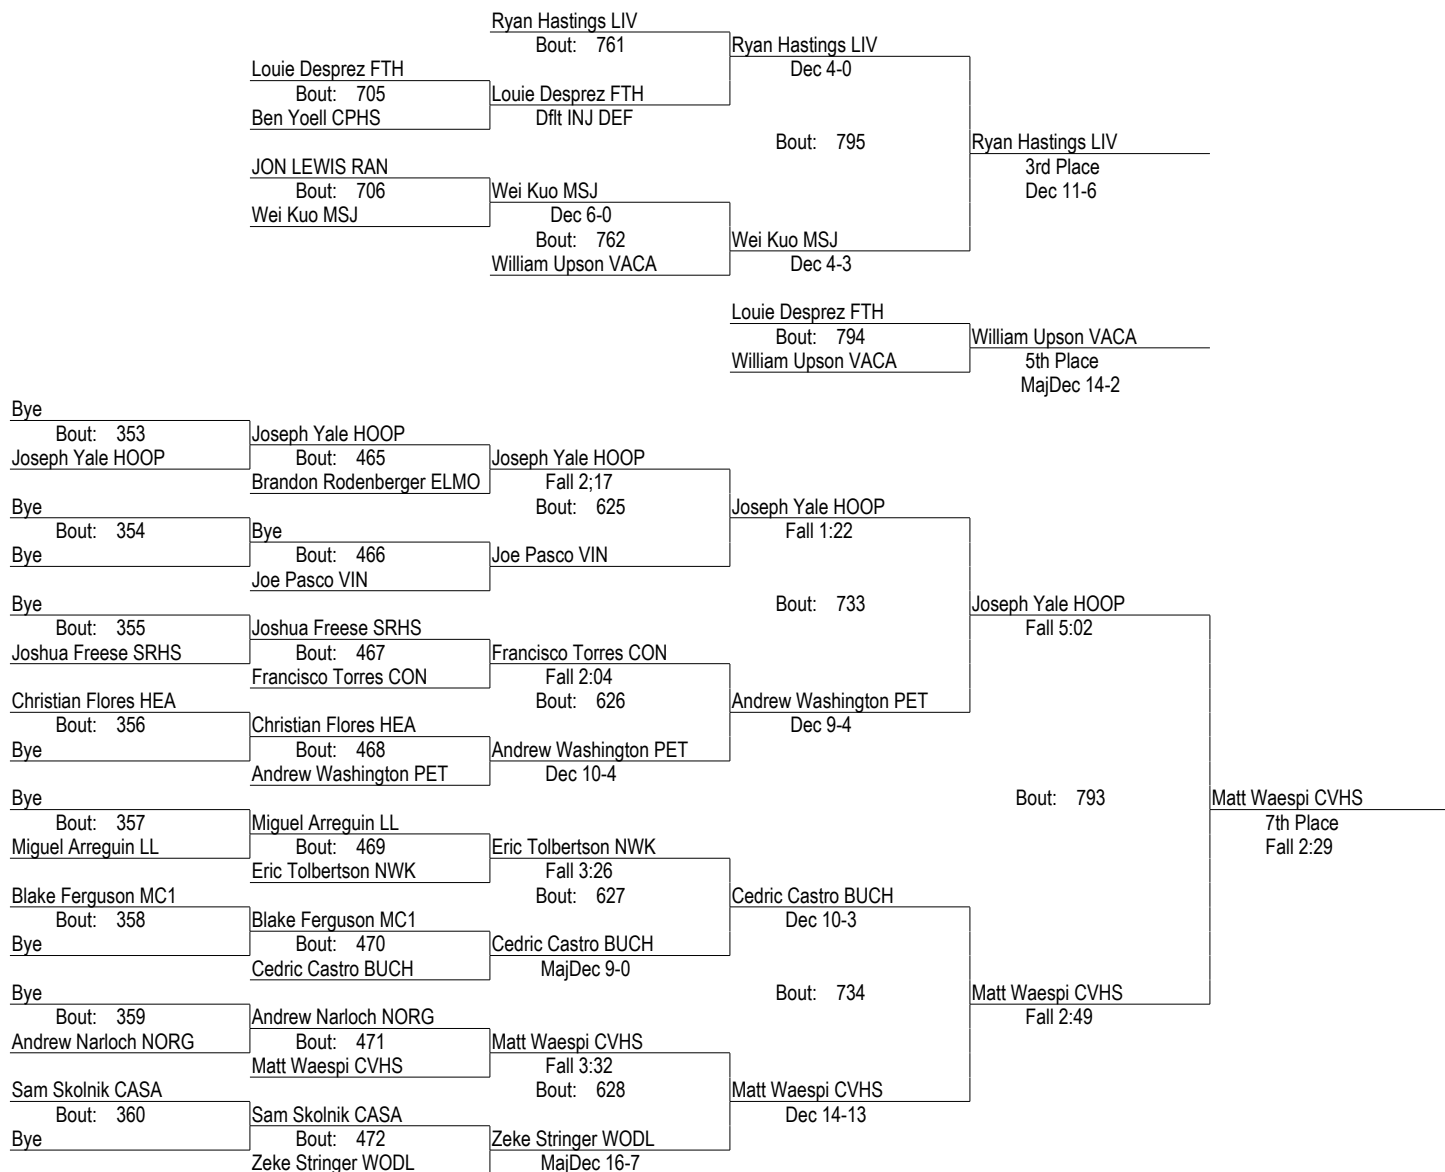 Ryan Hastings LIV
Bout: 761
Ryan Hastings LIV
Dec 4-0
Louie Desprez FTH
Bout: 705
Louie Desprez FTH
Ben Yoell CPHS
Dflt INJ DEF
Bout: 795
Ryan Hastings LIV
3rd Place
Dec 11-6
JON LEWIS RAN
Bout: 706
Wei Kuo MSJ
Wei Kuo MSJ
Dec 6-0
Bout: 762
Wei Kuo MSJ
William Upson VACA
Dec 4-3
Louie Desprez FTH
Bout: 794
William Upson VACA
William Upson VACA
5th Place
MajDec 14-2
Bye
Bout: 353
Joseph Yale HOOP
Joseph Yale HOOP
Bout: 465
Joseph Yale HOOP
Brandon Rodenberger ELMO
Fall 2;17
Bye
Bout: 625
Joseph Yale HOOP
Bout: 354
Bye
Fall 1:22
Bye
Bout: 466
Joe Pasco VIN
Joe Pasco VIN
Bye
Bout: 733
Joseph Yale HOOP
Bout: 355
Joshua Freese SRHS
Fall 5:02
Joshua Freese SRHS
Bout: 467
Francisco Torres CON
Francisco Torres CON
Fall 2:04
Christian Flores HEA
Bout: 626
Andrew Washington PET
Bout: 356
Christian Flores HEA
Dec 9-4
Bye
Bout: 468
Andrew Washington PET
Andrew Washington PET
Dec 10-4
Bye
Bout: 793
Matt Waespi CVHS
Bout: 357
Miguel Arreguin LL
7th Place
Miguel Arreguin LL
Bout: 469
Eric Tolbertson NWK
Fall 2:29
Eric Tolbertson NWK
Fall 3:26
Blake Ferguson MC1
Bout: 627
Cedric Castro BUCH
Bout: 358
Blake Ferguson MC1
Dec 10-3
Bye
Bout: 470
Cedric Castro BUCH
Cedric Castro BUCH
MajDec 9-0
Bye
Bout: 734
Matt Waespi CVHS
Bout: 359
Andrew Narloch NORG
Fall 2:49
Andrew Narloch NORG
Bout: 471
Matt Waespi CVHS
Matt Waespi CVHS
Fall 3:32
Sam Skolnik CASA
Bout: 628
Matt Waespi CVHS
Bout: 360
Sam Skolnik CASA
Dec 14-13
Bye
Bout: 472
Zeke Stringer WODL
Zeke Stringer WODL
MajDec 16-7